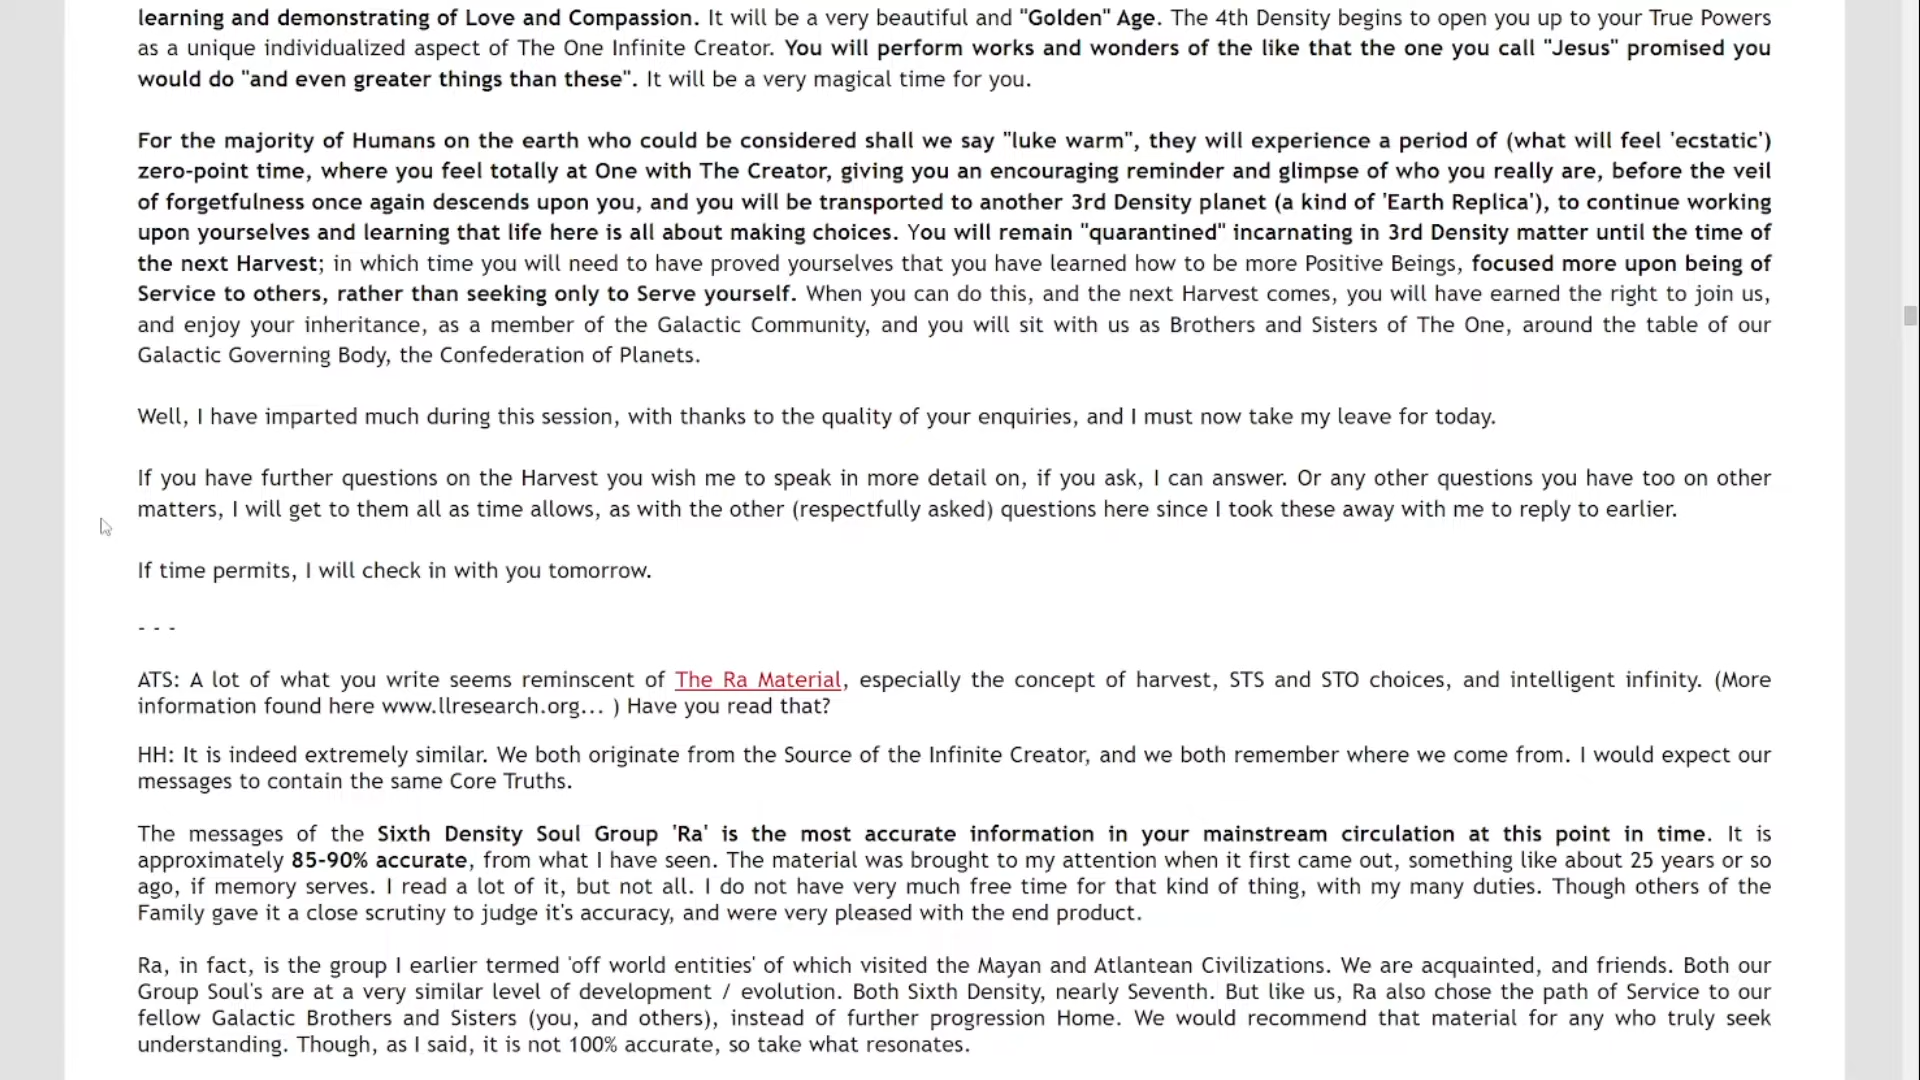 learning and demonstrating of Love and Compassion. It will be a very beautiful and "Golden" Age. The 4th Density begins to open you up to your True Powers
as a unique individualized aspect of The One Infinite Creator. You will perform works and wonders of the like that the one you call "Jesus" promised you
would do "and even greater things than these". It will be a very magical time for you.
For the majority of Humans on the earth who could be considered shall we say "luke warm", they will experience a period of (what will feel 'ecstatic')
zero-point time, where you feel totally at One with The Creator, giving you an encouraging reminder and glimpse of who you really are, before the veil
of forgetfulness once again descends upon you, and you will be transported to another 3rd Density planet (a kind of 'Earth Replica'), to continue working
upon yourselves and learning that life here is all about making choices. You will remain "quarantined" incarnating in 3rd Density matter until the time of
the next Harvest; in which time you will need to have proved yourselves that you have learned how to be more Positive Beings, focused more upon being of
Service to others, rather than seeking only to Serve yourself. When you can do this, and the next Harvest comes, you will have earned the right to join us,
and enjoy your inheritance, as a member of the Galactic Community, and you will sit with us as Brothers and Sisters of The One, around the table of our
Galactic Governing Body, the Confederation of Planets.
Well, I have imparted much during this session, with thanks to the quality of your enquiries, and I must now take my leave for today.
If you have further questions on the Harvest you wish me to speak in more detail on, if you ask, I can answer. Or any other questions you have too on other
matters, I will get to them all as time allows, as with the other (respectfully asked) questions here since I took these away with me to reply to earlier.
If time permits, I will check in with you tomorrow.
- - -
ATS: A lot of what you write seems reminscent of The Ra Material, especially the concept of harvest, STS and STO choices, and intelligent infinity. (More
information found here www.llresearch.org... ) Have you read that?
HH: It is indeed extremely similar. We both originate from the Source of the Infinite Creator, and we both remember where we come from. I would expect our
messages to contain the same Core Truths.
The messages of the Sixth Density Soul Group 'Ra' is the most accurate information in your mainstream circulation at this point in time. It is
approximately 85-90% accurate, from what I have seen. The material was brought to my attention when it first came out, something like about 25 years or so
ago, if memory serves. I read a lot of it, but not all. I do not have very much free time for that kind of thing, with my many duties. Though others of the
Family gave it a close scrutiny to judge it's accuracy, and were very pleased with the end product.
Ra, in fact, is the group I earlier termed 'off world entities' of which visited the Mayan and Atlantean Civilizations. We are acquainted, and friends. Both our
Group Soul's are at a very similar level of development / evolution. Both Sixth Density, nearly Seventh. But like us, Ra also chose the path of Service to our
fellow Galactic Brothers and Sisters (you, and others), instead of further progression Home. We would recommend that material for any who truly seek
understanding. Though, as I said, it is not 100% accurate, so take what resonates.